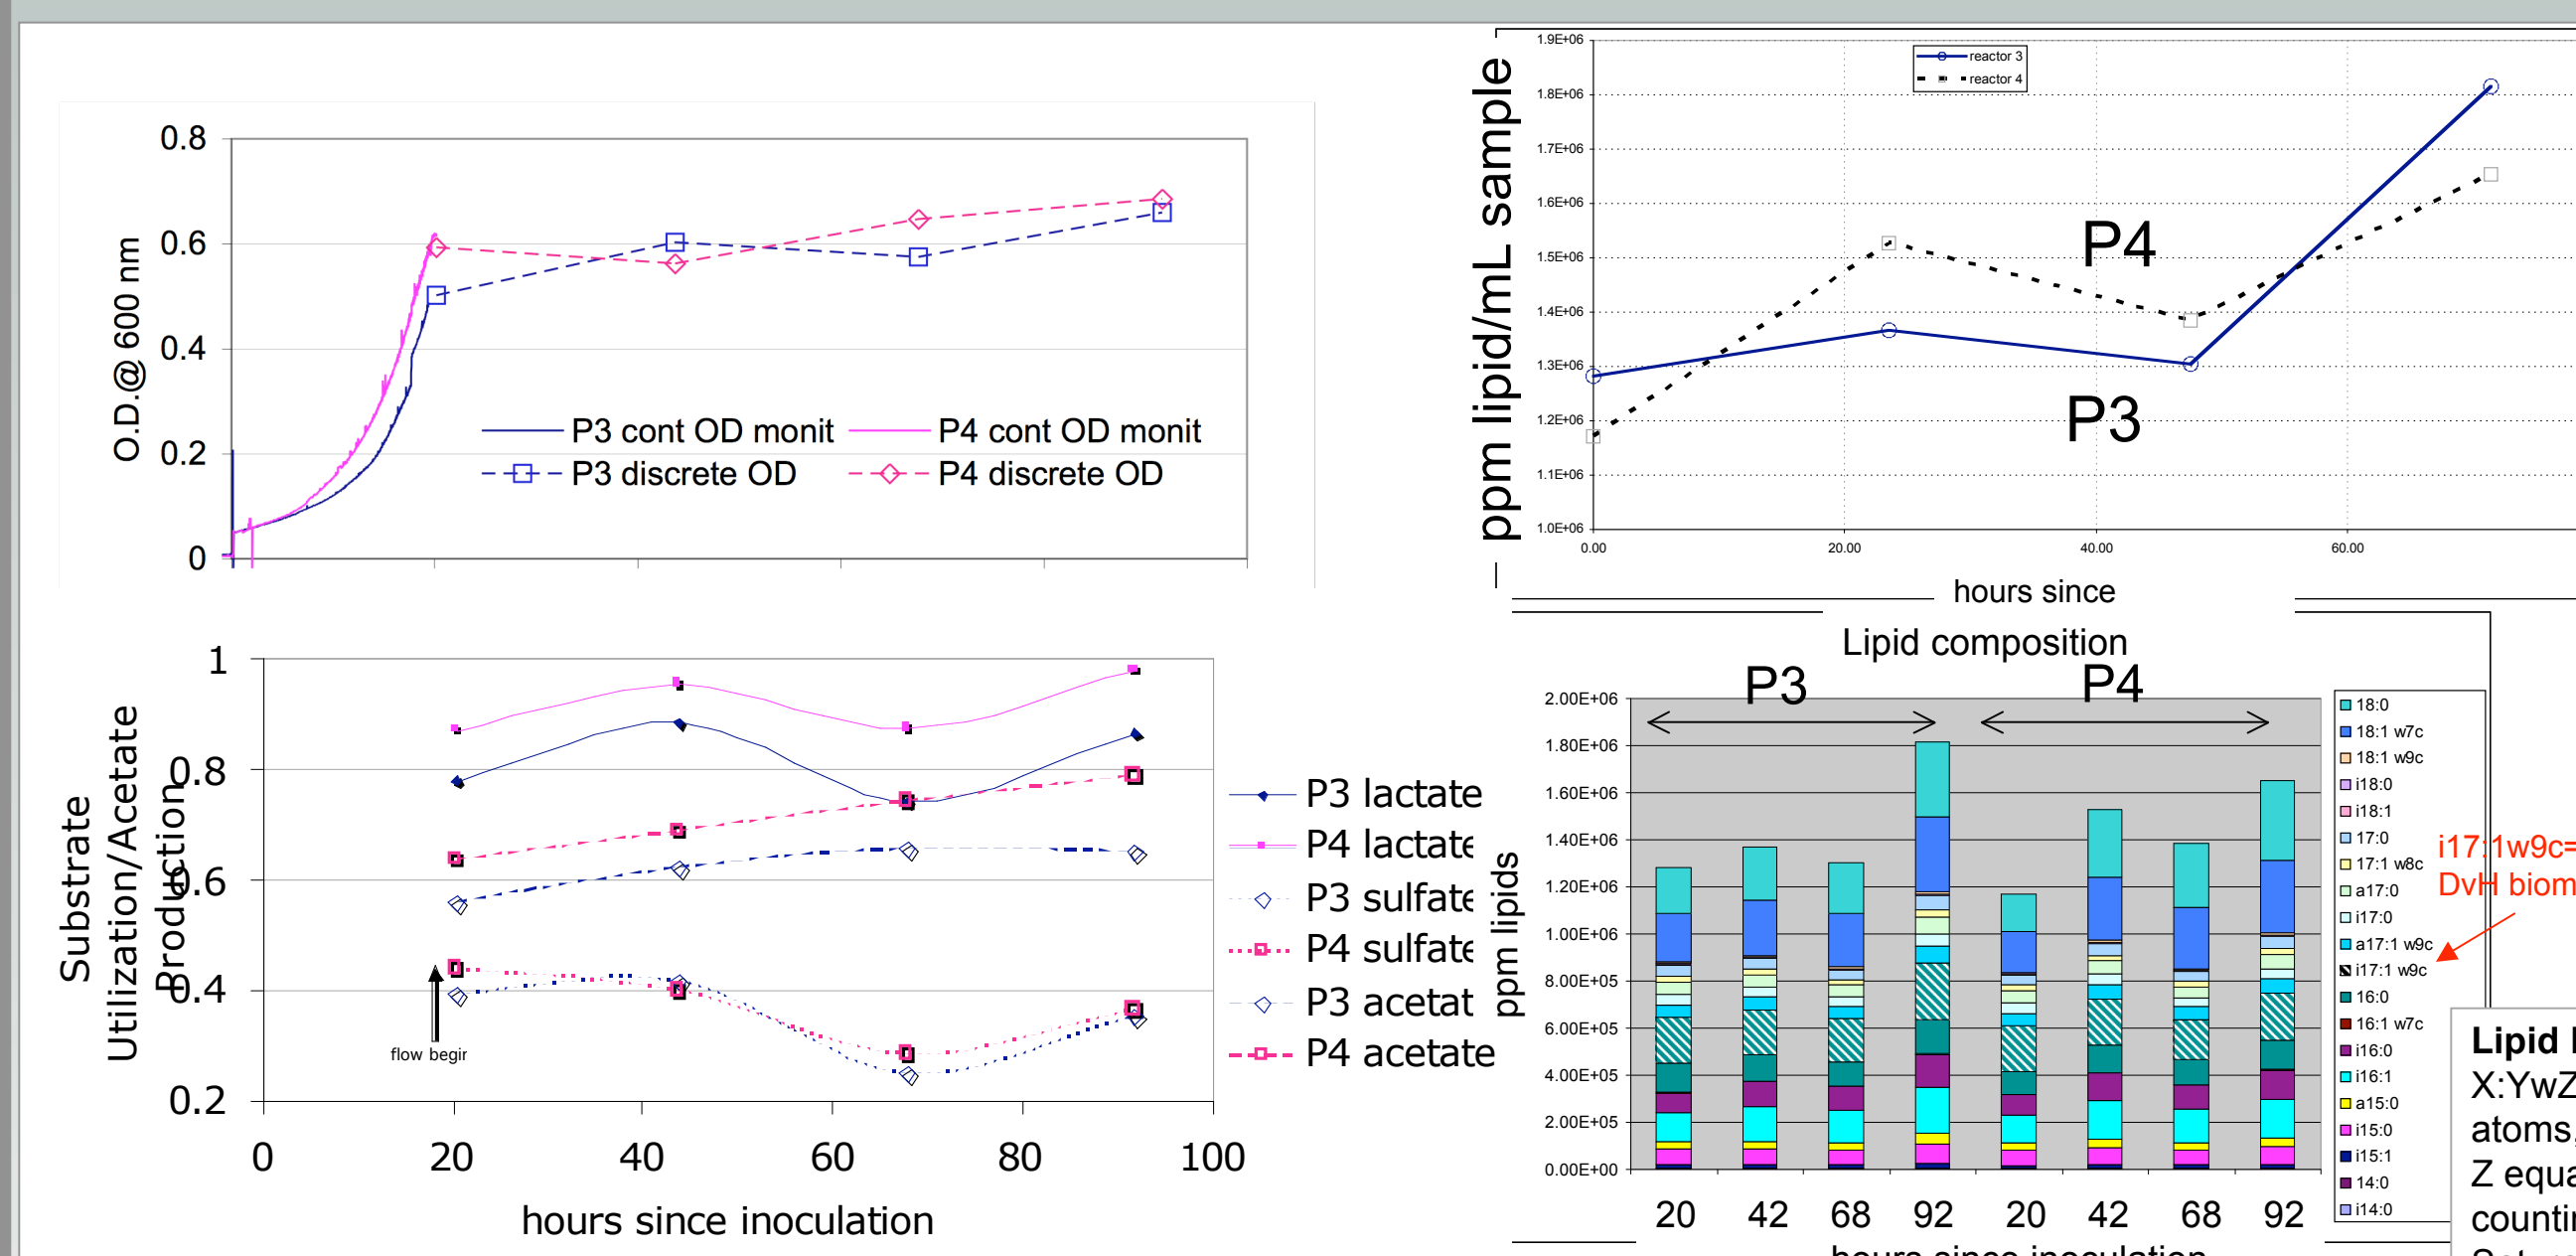 0.8
0.6
0.4
0.2
0
O.D.@ 600 nm
P3 cont OD monit
P4 cont OD monit
P3 discrete OD
P4 discrete OD
1.9E+06
1.8E+06
1.7E+06
1.6E+06
1.5E+06
1.4E+06
1.3E+06
1.2E+06
1.1E+06
1.0E+06
ppm lipid/mL sample
reactor 3
reactor 4
P4
P3
0.00
20.00
40.00
60.00
hours since
1
0.8
0.6
0.4
0.2
Substrate
Utilization/Acetate
Production
flow begir
0
20
40
60
80
100
hours since inoculation
P3 lactate
P4 lactate
P3 sulfate
P4 sulfate
P3 acetat
P4 acetate
Lipid composition
P3
P4
2.00E+06
1.80E+06
1.60E+06
1.40E+06
1.20E+06
1.00E+06
8.00E+05
6.00E+05
4.00E+05
2.00E+05
0.00E+00
ppm lipids
20
42
68
92
20
42
68
92
hours since inoculation
18:0
18:1 w7c
18:1 w9c
i18:0
i18:1
17:0
17:1 w8c
a17:0
i17:0
a17:1 w9c
i17:1 w9c
16:0
16:1 w7c
i16:0
i16:1
a15:0
i15:0
i15:1
14:0
i14:0
i17:1w9c=
DvH biom
Lipid
X:YwZ
atoms,
Z equa
counti